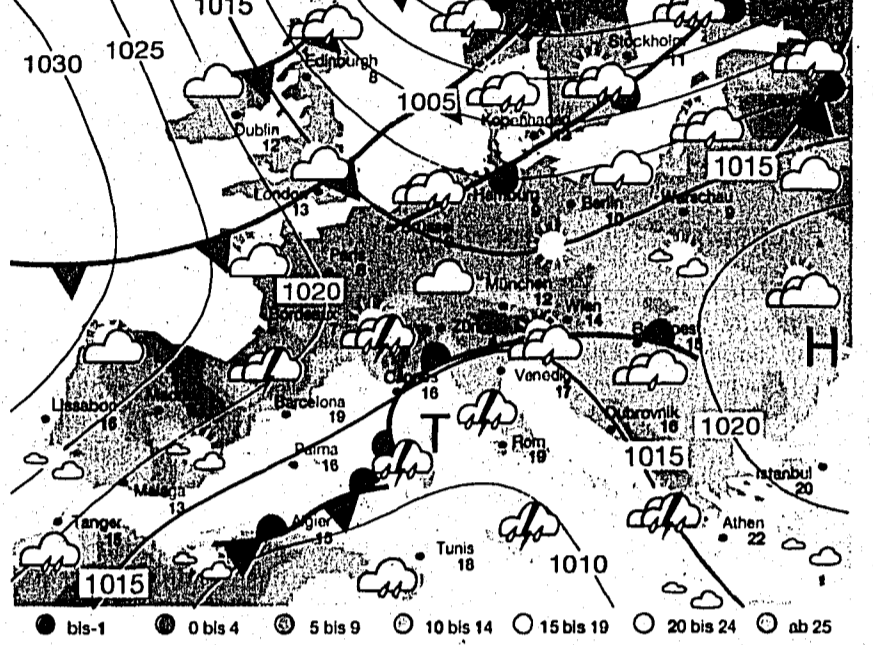 1015
1030
1025
Stockholm
11
Edinburgh
8
1005
Kopenhagen
Dublin
12
1015
London
13
Hamburg
Berlin
10
Warschau
9
Paris
München
12
1020
Bordeaux
Wien
14
Zürich
15
H
16
Venedig
17
Lissabon
16
Barcelona
19
T
Dubrovnik
16
1020
Rom
19
Palma
16
1015
Istanbul
20
Malaga
13
Tanger
Algier
Athen
22
Tunis
18
1010
1015
bis-1
0 bis 4
5 bis 9
10 bis 14
15 bis 19
20 bis 24
ab 25